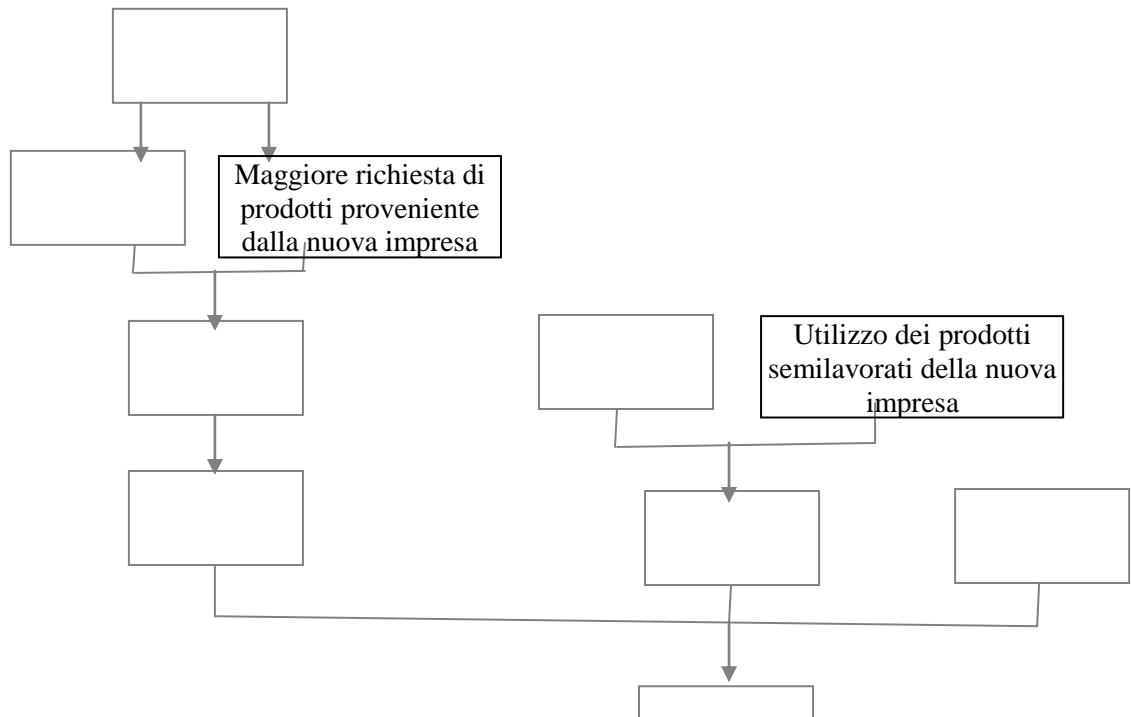 Maggiore richiesta di
prodotti proveniente
dalla nuova impresa
Utilizzo dei prodotti
semilavorati della nuova
impresa